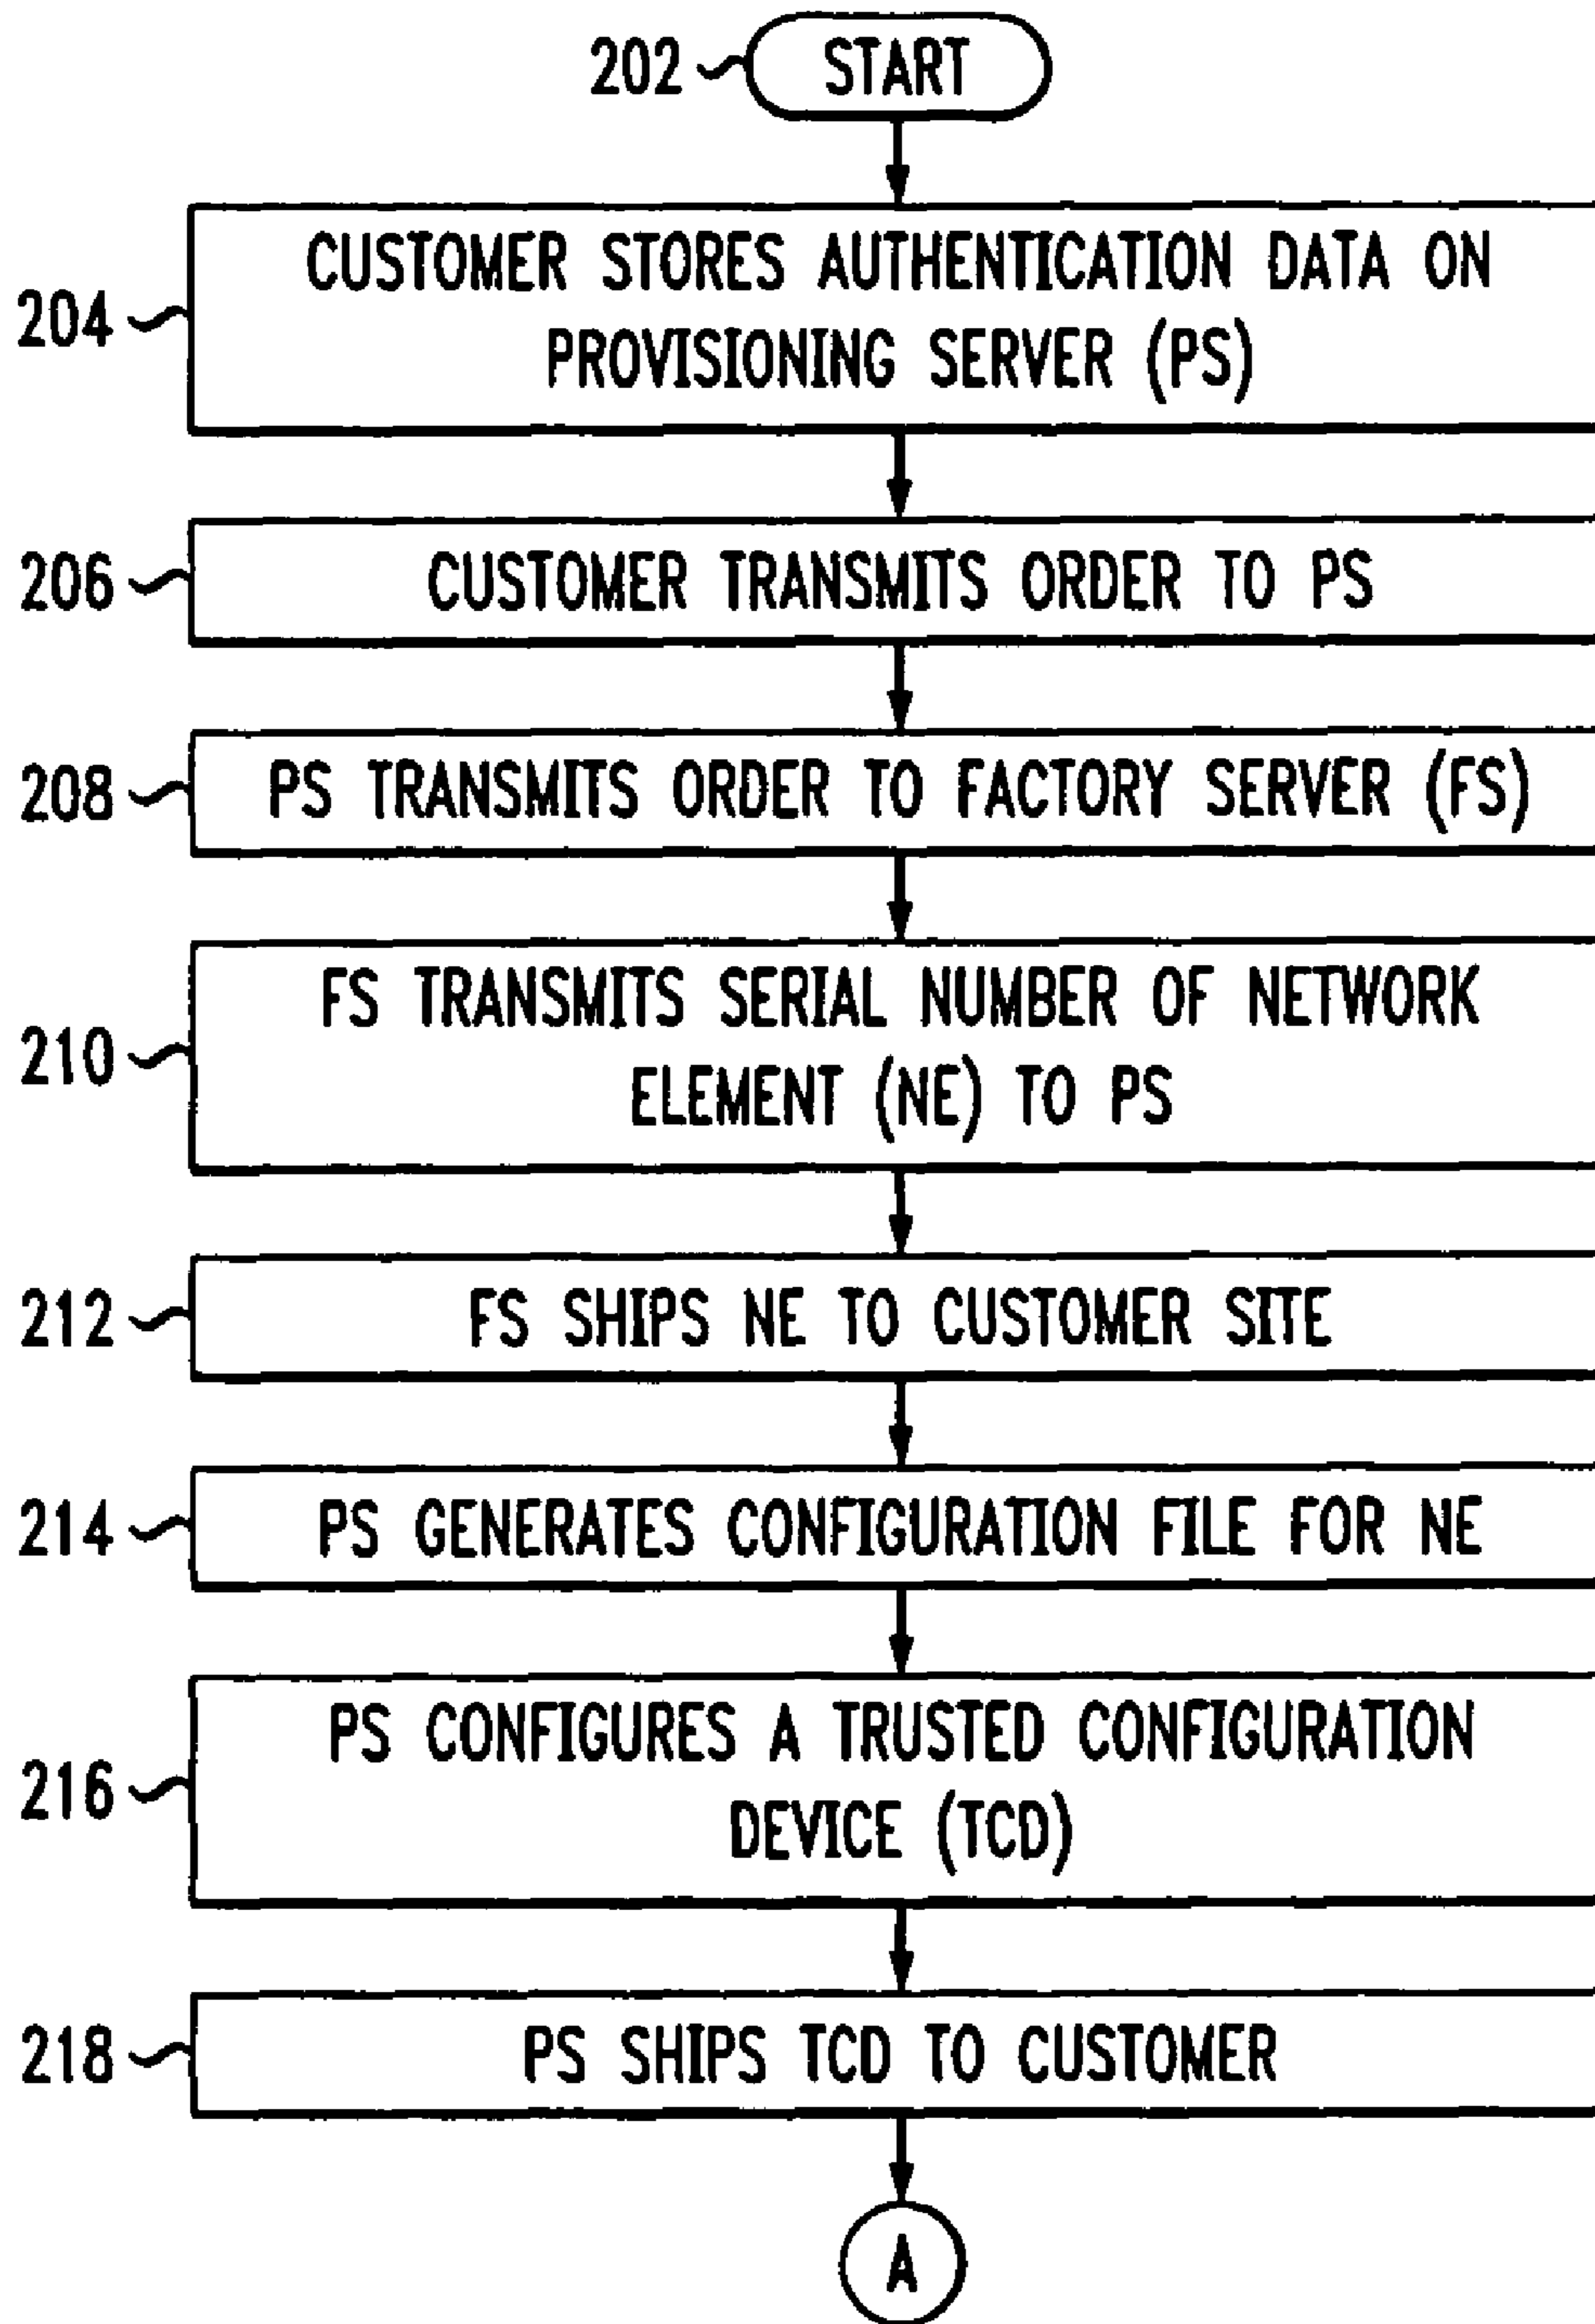 202 START
204 CUSTOMER STORES AUTHENTICATION DATA ON
PROVISIONING SERVER (PS)
206 CUSTOMER TRANSMITS ORDER TO PS
208 PS TRANSMITS ORDER TO FACTORY SERVER (FS)
210 FS TRANSMITS SERIAL NUMBER OF NETWORK
ELEMENT (NE) TO PS
212 FS SHIPS NE TO CUSTOMER SITE
214 PS GENERATES CONFIGURATION FILE FOR NE
216 PS CONFIGURES A TRUSTED CONFIGURATION
DEVICE (TCD)
218 PS SHIPS TCD TO CUSTOMER
A